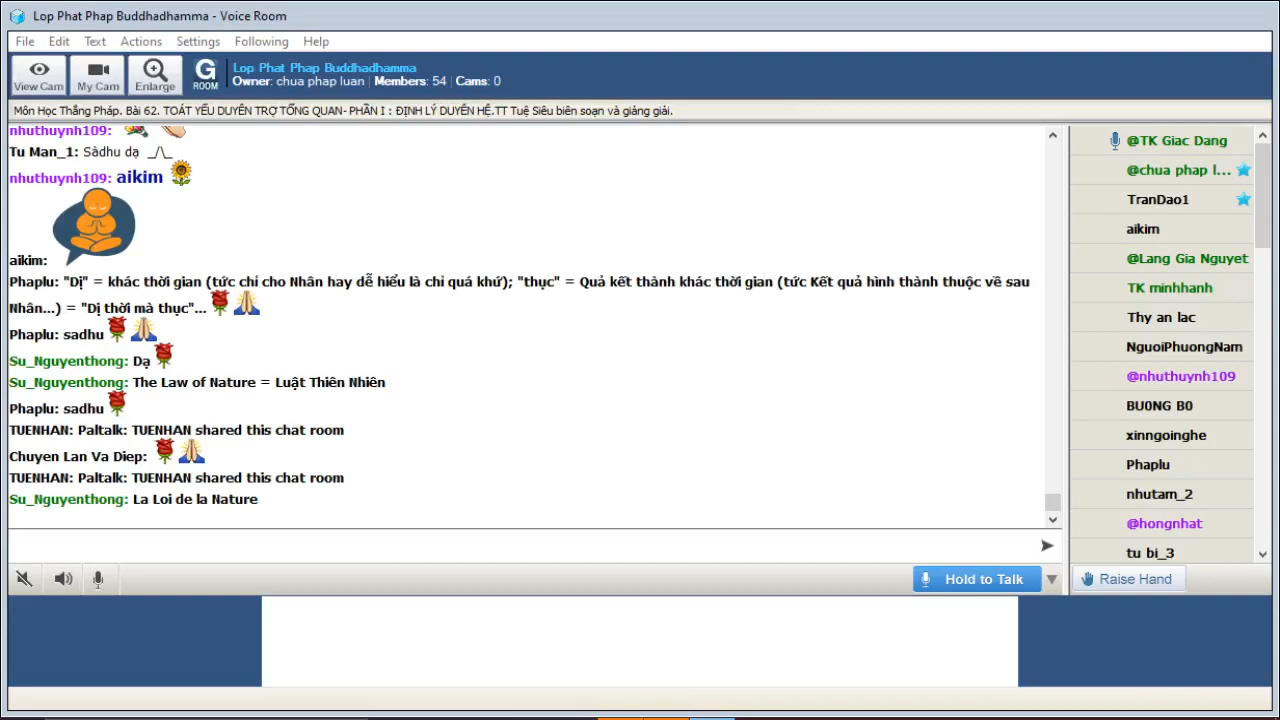 Lop Phat Phap Buddhadhamma - Voice Room
File Edit Text Actions Settings Following Help
View Cam My Cam Enlarge G ROOM
Lop Phat Phap Buddhadhamma
Owner: chua phap luan Members: 54 Cams: 0
Môn Học Thắng Pháp. Bài 62. TOÁT YẾU DUYÊN TRỢ TỔNG QUAN- PHẦN I : ĐỊNH LÝ DUYÊN HỆ.TT Tuệ Siêu biên soạn và giảng giải.
nhuthuynh109:
Tu Man_1: Sàdhu dạ _/\_
nhuthuynh109: aikim
aikim:
Phaplu: "Dị" = khác thời gian (tức chỉ cho Nhân hay dễ hiểu là chỉ quá khứ); "thục" = Quả kết thành khác thời gian (tức Kết quả hình thành thuộc về sau
Nhân...) = "Dị thời mà thục"...
Phaplu: sadhu
Su_Nguyenthong: Dạ
Su_Nguyenthong: The Law of Nature = Luật Thiên Nhiên
Phaplu: sadhu
TUENHAN: Paltalk: TUENHAN shared this chat room
Chuyen Lan Va Diep:
TUENHAN: Paltalk: TUENHAN shared this chat room
Su_Nguyenthong: La Loi de la Nature
@TK Giac Dang
@chua phap l...
TranDao1
aikim
@Lang Gia Nguyet
TK minhhanh
Thy an lac
NguoiPhuongNam
@nhuthuynh109
BU0NG B0
xinngoinghe
Phaplu
nhutam_2
@hongnhat
tu bi_3
Hold to Talk
Raise Hand